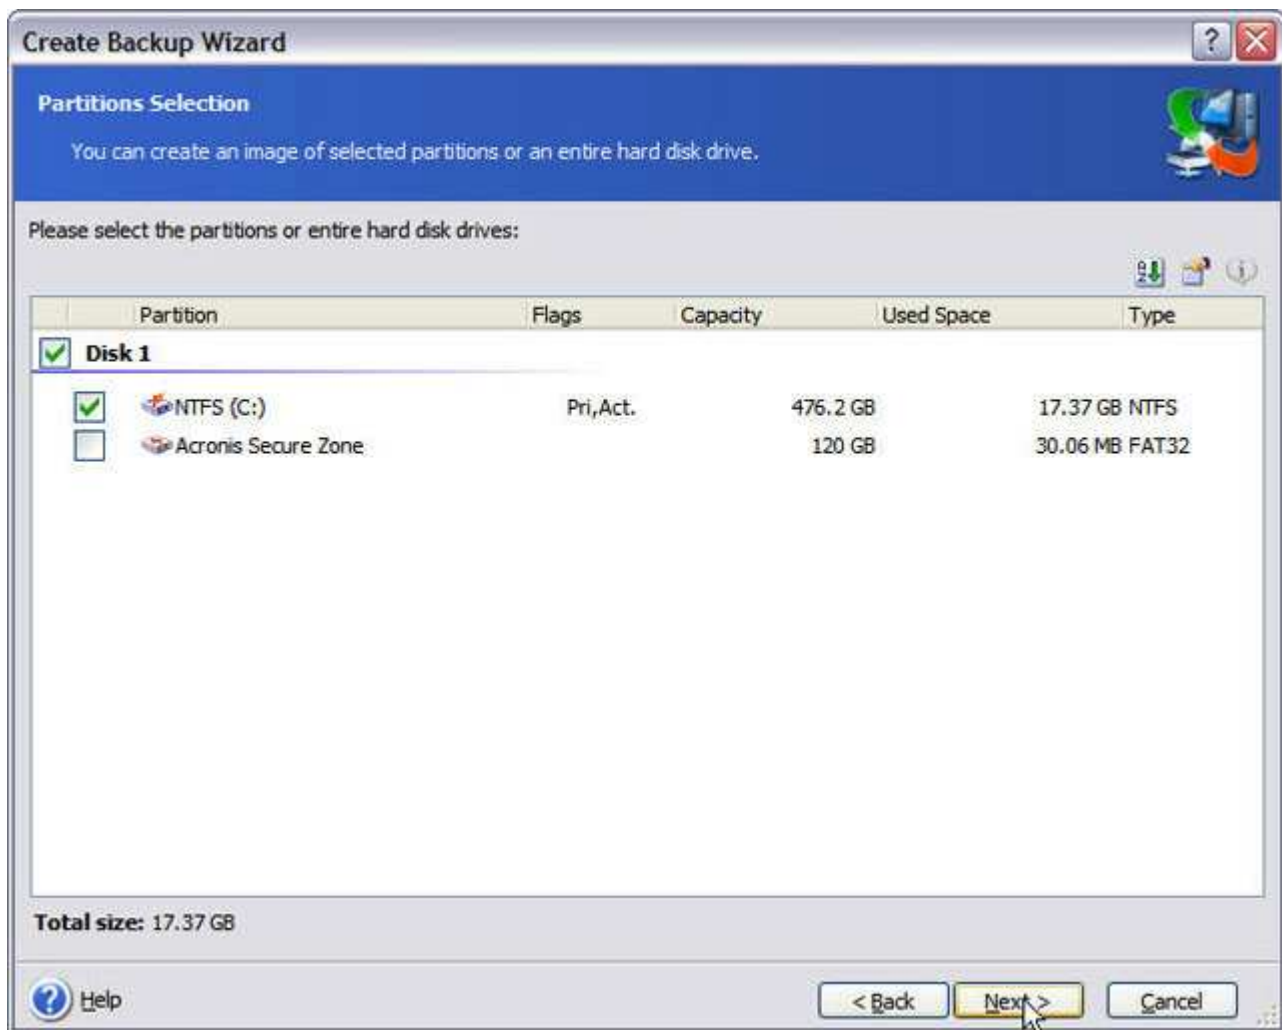 Create Backup Wizard
Partitions Selection
You can create an image of selected partitions or an entire hard disk drive.
Please select the partitions or entire hard disk drives:
Partition Flags Capacity Used Space Type
Disk 1
NTFS (C:) Pri,Act. 476.2 GB 17.37 GB NTFS
Acronis Secure Zone 120 GB 30.06 MB FAT32
Total size: 17.37 GB
Help < Back Next > Cancel